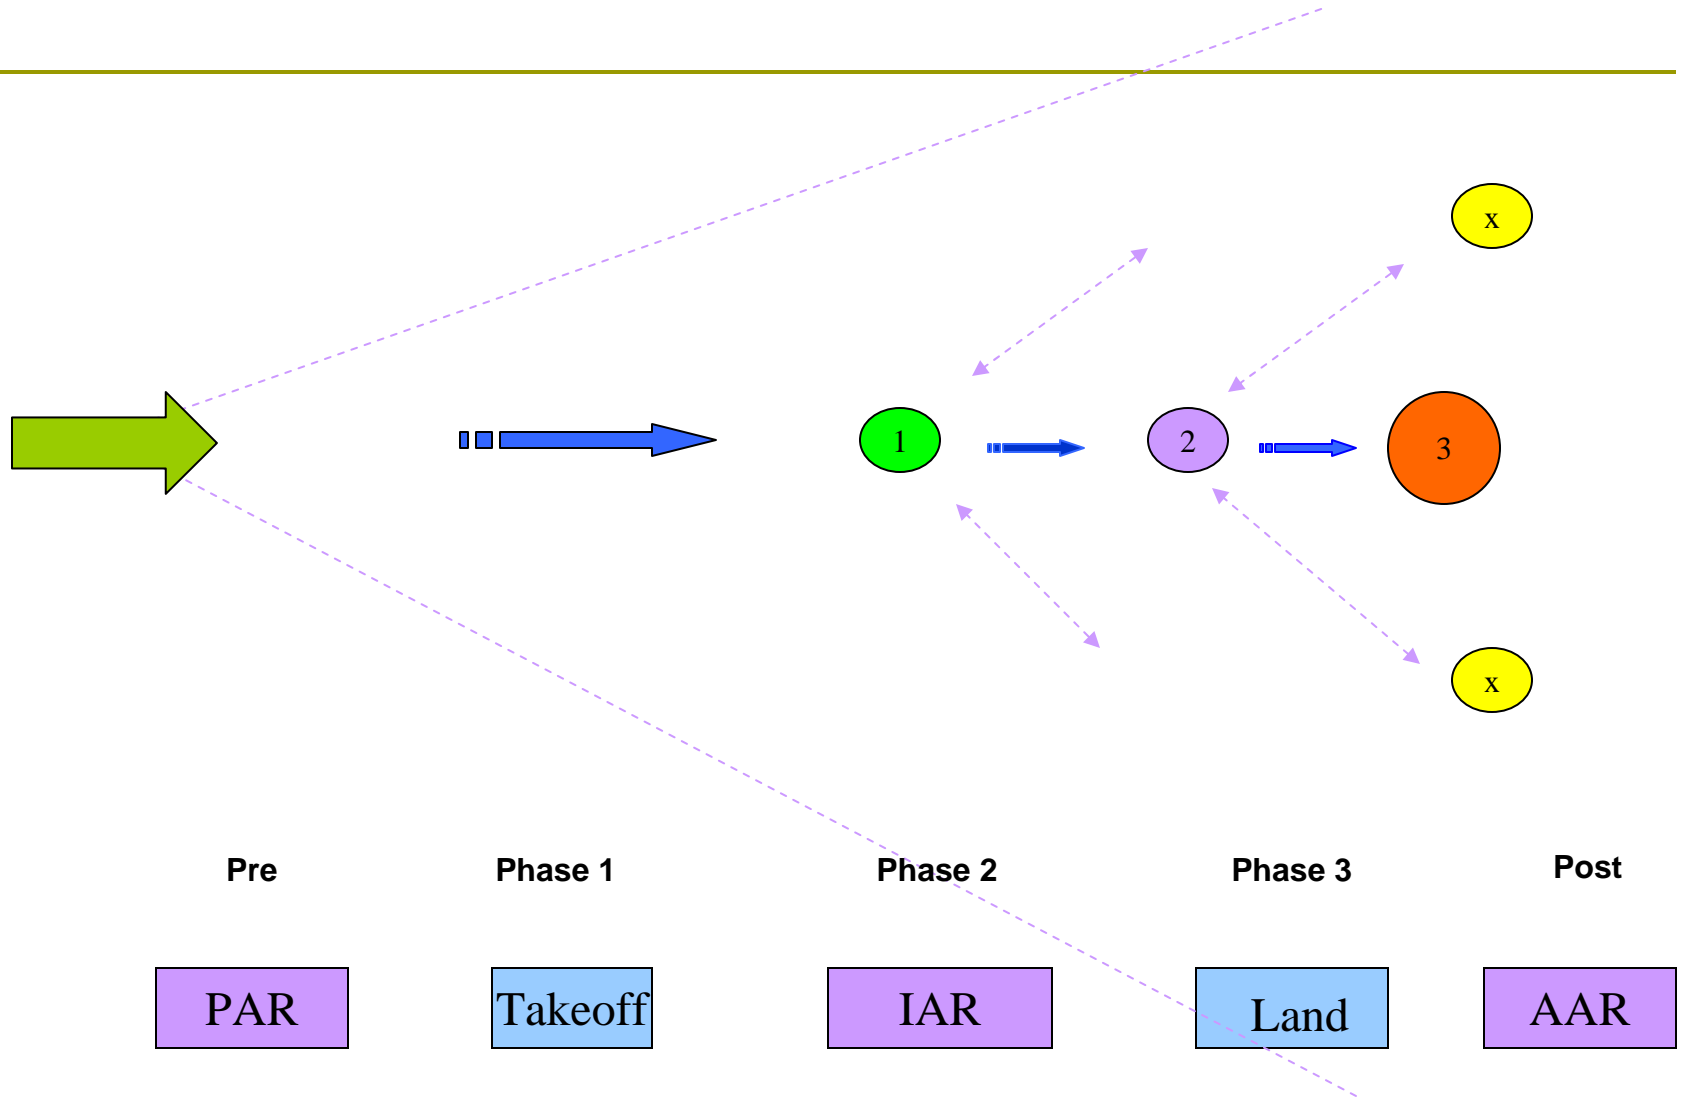 x
1
2
3
x
Pre
Phase 1
Phase 2
Phase 3
Post
PAR
Takeoff
IAR
Land
AAR